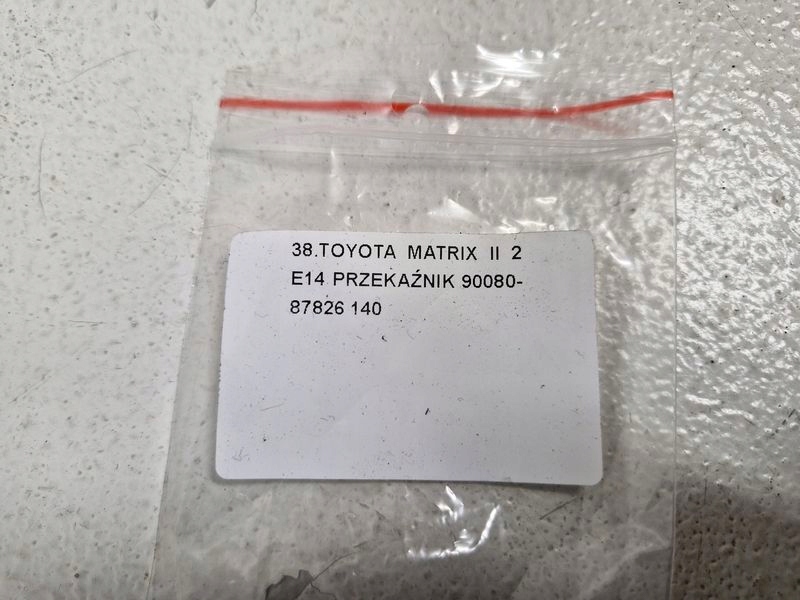 38.TOYOTA MATRIX II 2
E14 PRZEKAŹNIK 90080-
87826 140